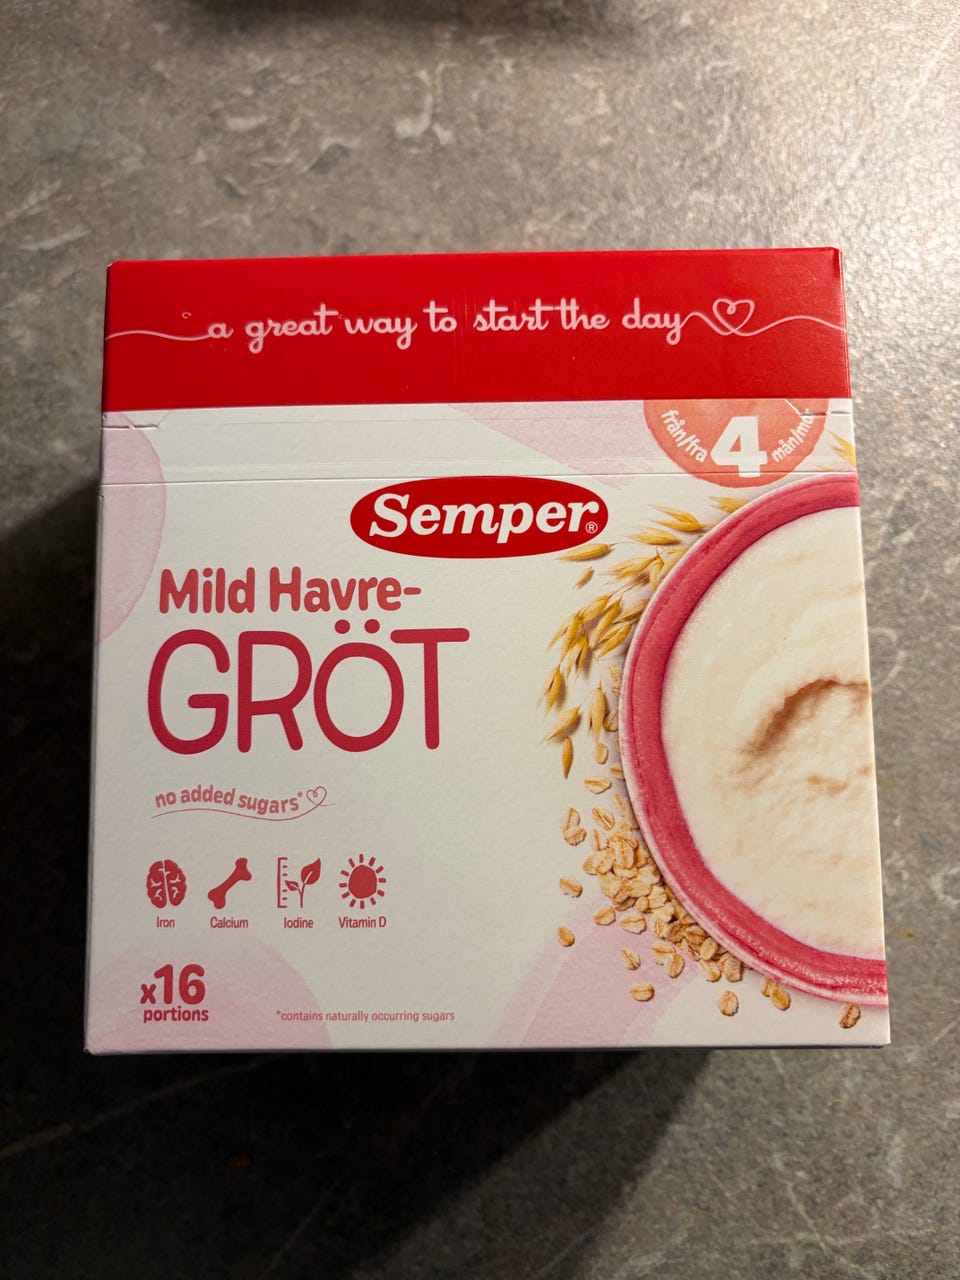 a great way to start the day
från/fra
4
mån/md.
Semper®
Mild Havre-
GRÖT
no added sugars*
Iron Calcium Iodine Vitamin D
x16
portions
*contains naturally occurring sugars